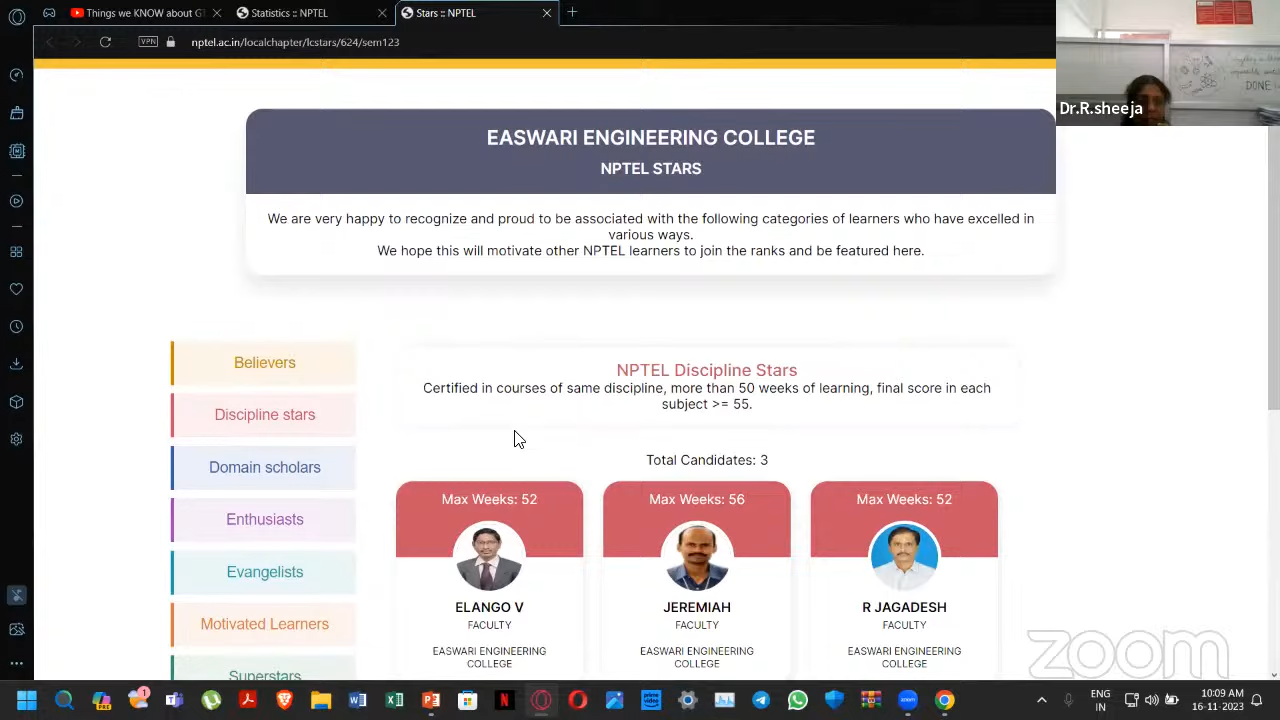 Things we KNOW about GT
Statistics :: NPTEL
Stars :: NPTEL
VPN
nptel.ac.in/localchapter/lcstars/624/sem123
Dr.R.sheeja
DONE
EASWARI ENGINEERING COLLEGE
NPTEL STARS
We are very happy to recognize and proud to be associated with the following categories of learners who have excelled in
various ways.
We hope this will motivate other NPTEL learners to join the ranks and be featured here.
Believers
Discipline stars
Domain scholars
Enthusiasts
Evangelists
Motivated Learners
Superstars
NPTEL Discipline Stars
Certified in courses of same discipline, more than 50 weeks of learning, final score in each
subject >= 55.
Total Candidates: 3
Max Weeks: 52
ELANGO V
FACULTY
EASWARI ENGINEERING
COLLEGE
Max Weeks: 56
JEREMIAH
FACULTY
EASWARI ENGINEERING
COLLEGE
Max Weeks: 52
R JAGADESH
FACULTY
EASWARI ENGINEERING
COLLEGE
zoom
PRE
1
ENG
IN
10:09 AM
16-11-2023